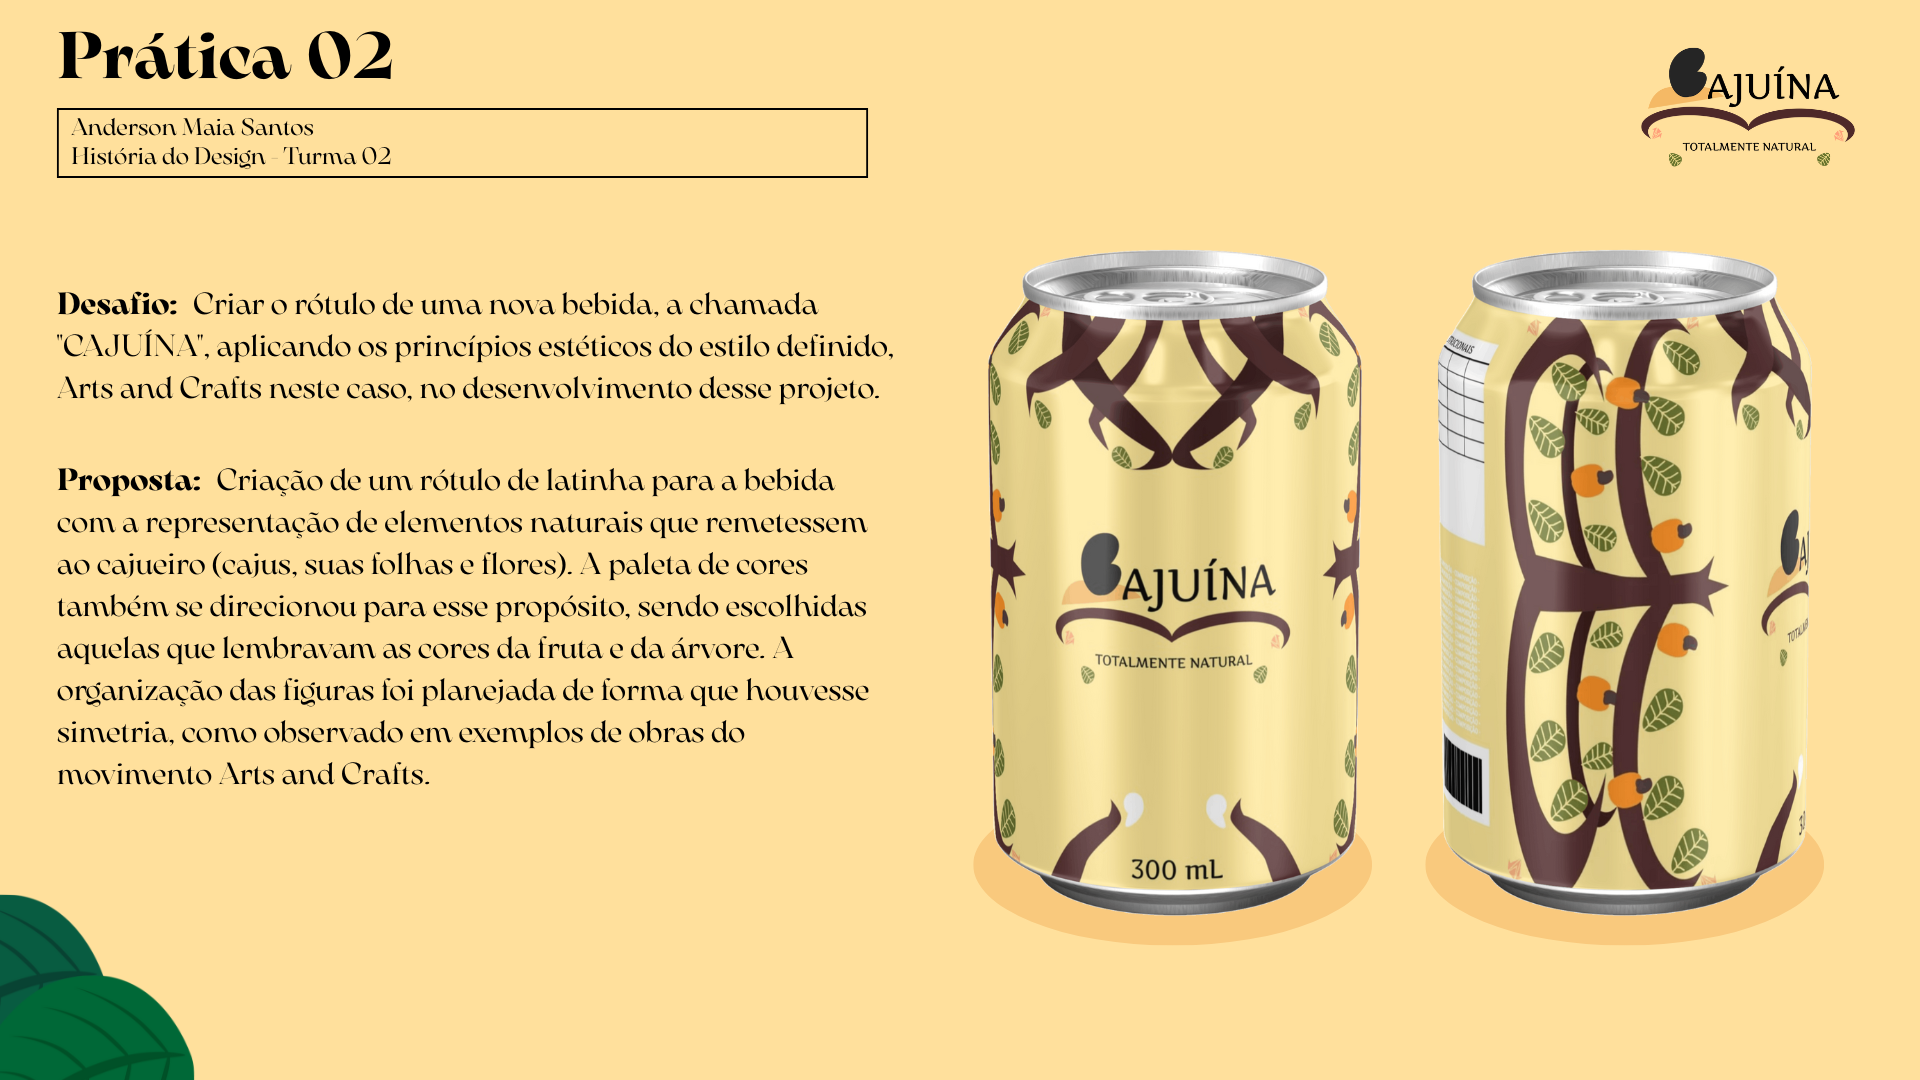 Prática 02
Anderson Maia Santos
História do Design - Turma 02
AJUÍNA
TOTALMENTE NATURAL
Desafio: Criar o rótulo de uma nova bebida, a chamada
"CAJUÍNA", aplicando os princípios estéticos do estilo definido,
Arts and Crafts neste caso, no desenvolvimento desse projeto.
Proposta: Criação de um rótulo de latinha para a bebida
com a representação de elementos naturais que remetessem
ao cajueiro (cajus, suas folhas e flores). A paleta de cores
também se direcionou para esse propósito, sendo escolhidas
aquelas que lembravam as cores da fruta e da árvore. A
organização das figuras foi planejada de forma que houvesse
simetria, como observado em exemplos de obras do
movimento Arts and Crafts.
AJUÍNA
TOTALMENTE NATURAL
300 mL